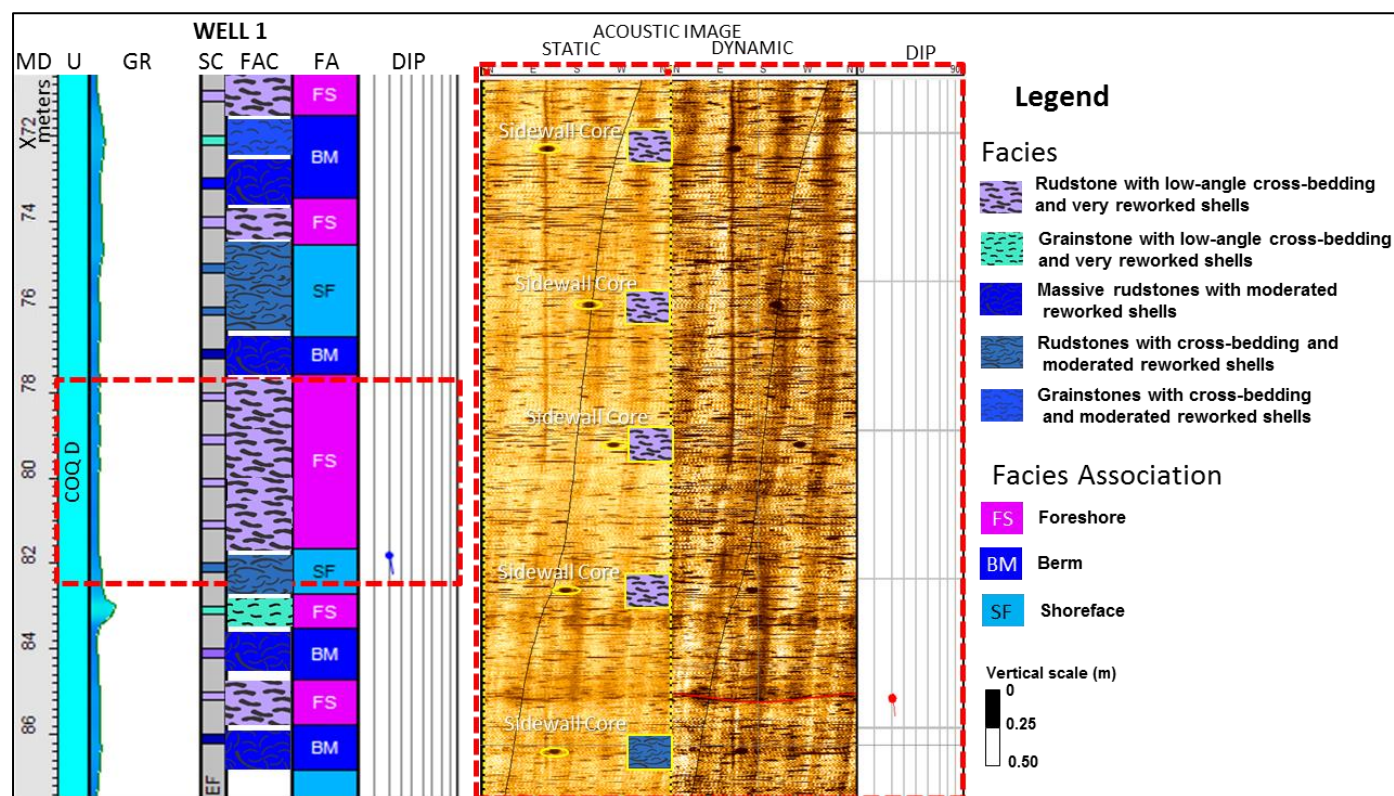 WELL 1
ACOUSTIC IMAGE
STATIC
DYNAMIC
DIP
MD
U
GR
SC
FAC
FA
DIP
N E S W N
N E S W N
0 90
meters
X72
74
76
78
80
82
84
86
COQ D
EF
FS
BM
FS
SF
BM
FS
SF
FS
BM
FS
BM
Sidewall Core
Sidewall Core
Sidewall Core
Sidewall Core
Sidewall Core
Legend
Facies
Rudstone with low-angle cross-bedding
and very reworked shells
Grainstone with low-angle cross-bedding
and very reworked shells
Massive rudstones with moderated
reworked shells
Rudstones with cross-bedding and
moderated reworked shells
Grainstones with cross-bedding
and moderated reworked shells
Facies Association
FS Foreshore
BM Berm
SF Shoreface
Vertical scale (m)
0
0.25
0.50